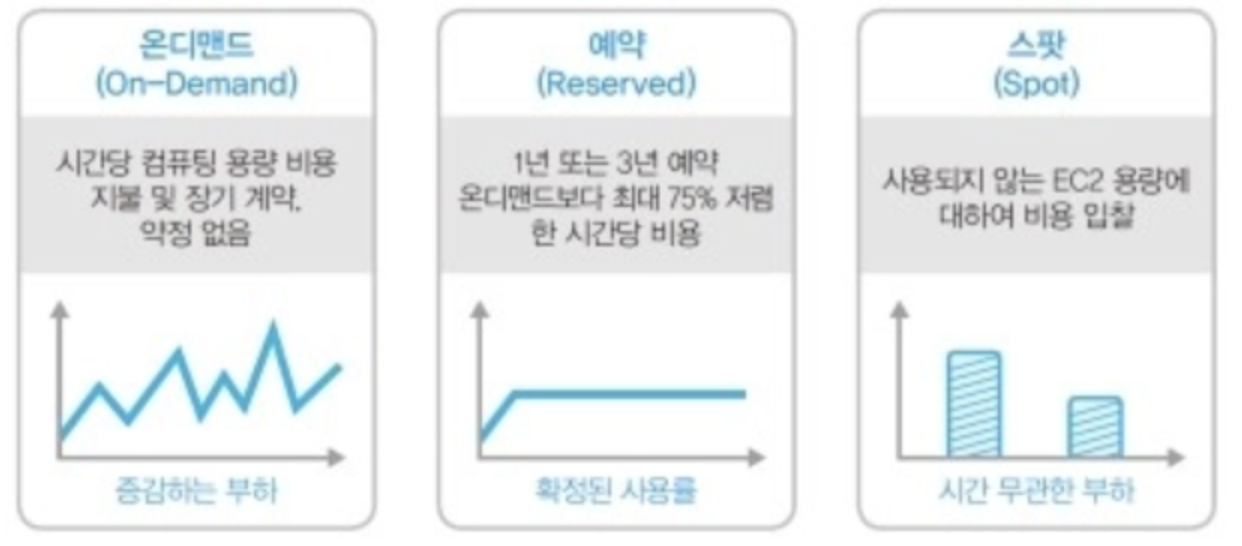 온디맨드
(On-Demand)
시간당 컴퓨팅 용량 비용
지불 및 장기 계약,
약정 없음
증감하는 부하
예약
(Reserved)
1년 또는 3년 예약
온디맨드보다 최대 75% 저렴
한 시간당 비용
확정된 사용률
스팟
(Spot)
사용되지 않는 EC2 용량에
대하여 비용 입찰
시간 무관한 부하